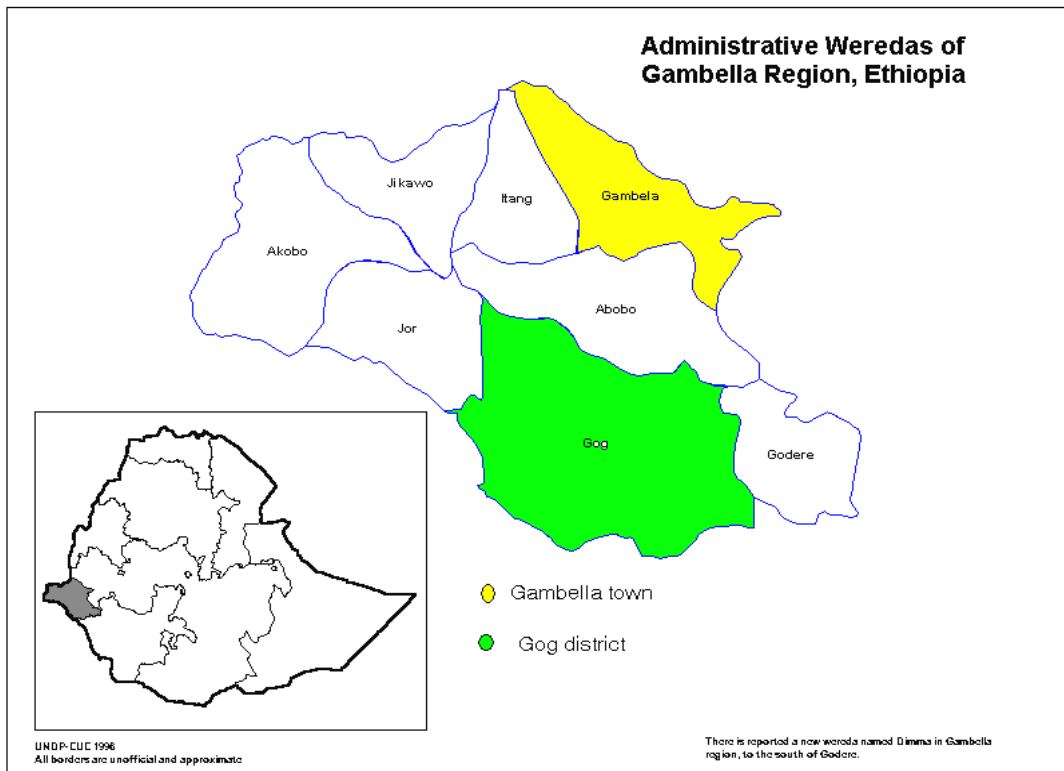 Administrative Weredas of
Gambella Region, Ethiopia
Jikawo
Itang
Gambela
Akobo
Jor
Abobo
Gog
Godere
Gambella town
Gog district
UNDP-EUE 1996
All borders are unofficial and approximate
There is reported a new wereda named Dimma in Gambella
region, to the south of Godere.